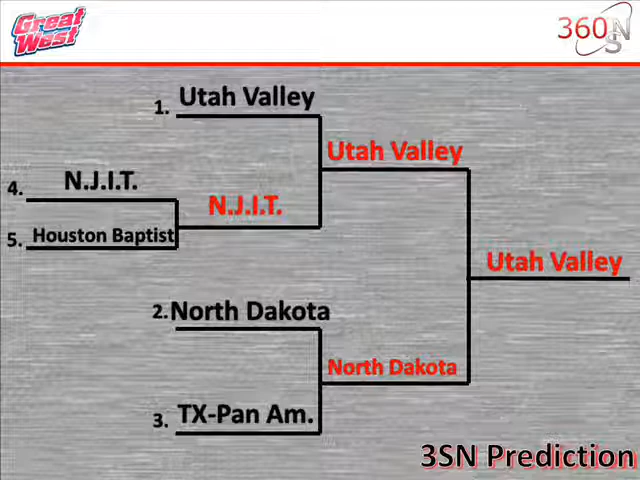 Great
West
360
N
S
1. Utah Valley
Utah Valley
4. N.J.I.T.
N.J.I.T.
5. Houston Baptist
Utah Valley
2. North Dakota
North Dakota
3. TX-Pan Am.
3SN Prediction